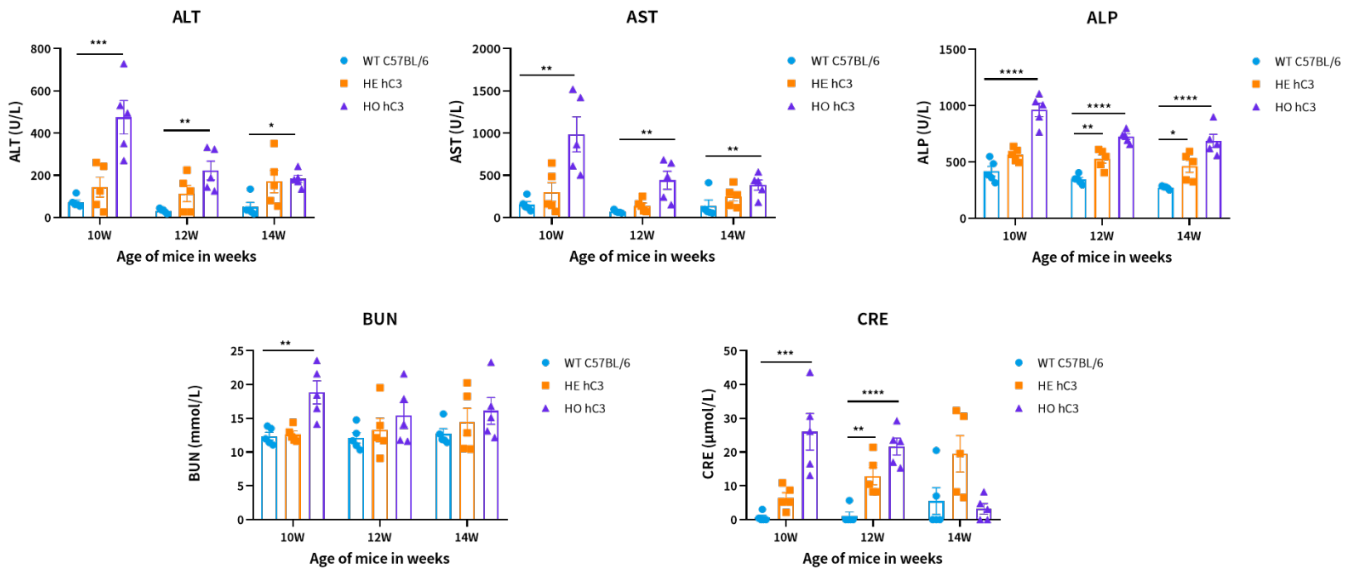 ALT
***
**
*
800
600
400
200
0
ALT (U/L)
10W 12W 14W
Age of mice in weeks
WT C57BL/6
HE hC3
HO hC3
AST
**
**
**
2000
1500
1000
500
0
AST (U/L)
10W 12W 14W
Age of mice in weeks
WT C57BL/6
HE hC3
HO hC3
ALP
****
****
**
****
*
1500
1000
500
0
ALP (U/L)
10W 12W 14W
Age of mice in weeks
WT C57BL/6
HE hC3
HO hC3
BUN
**
25
20
15
10
5
0
BUN (mmol/L)
10W 12W 14W
Age of mice in weeks
WT C57BL/6
HE hC3
HO hC3
CRE
***
****
**
50
40
30
20
10
0
CRE (μmol/L)
10W 12W 14W
Age of mice in weeks
WT C57BL/6
HE hC3
HO hC3